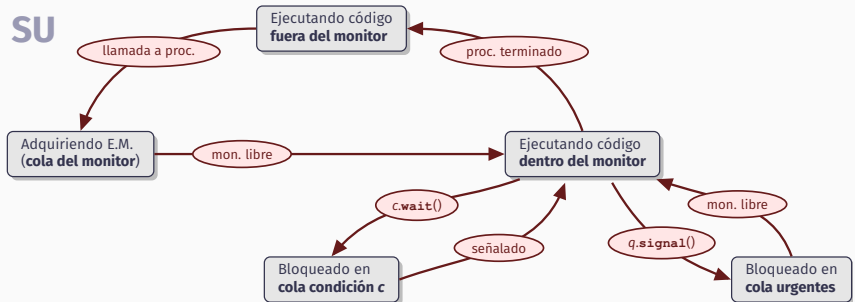 SU
Ejecutando código
fuera del monitor
llamada a proc.
proc. terminado
Adquiriendo E.M.
(cola del monitor)
mon. libre
Ejecutando código
dentro del monitor
c.wait()
mon. libre
señalado
q.signal()
Bloqueado en
cola condición c
Bloqueado en
cola urgentes